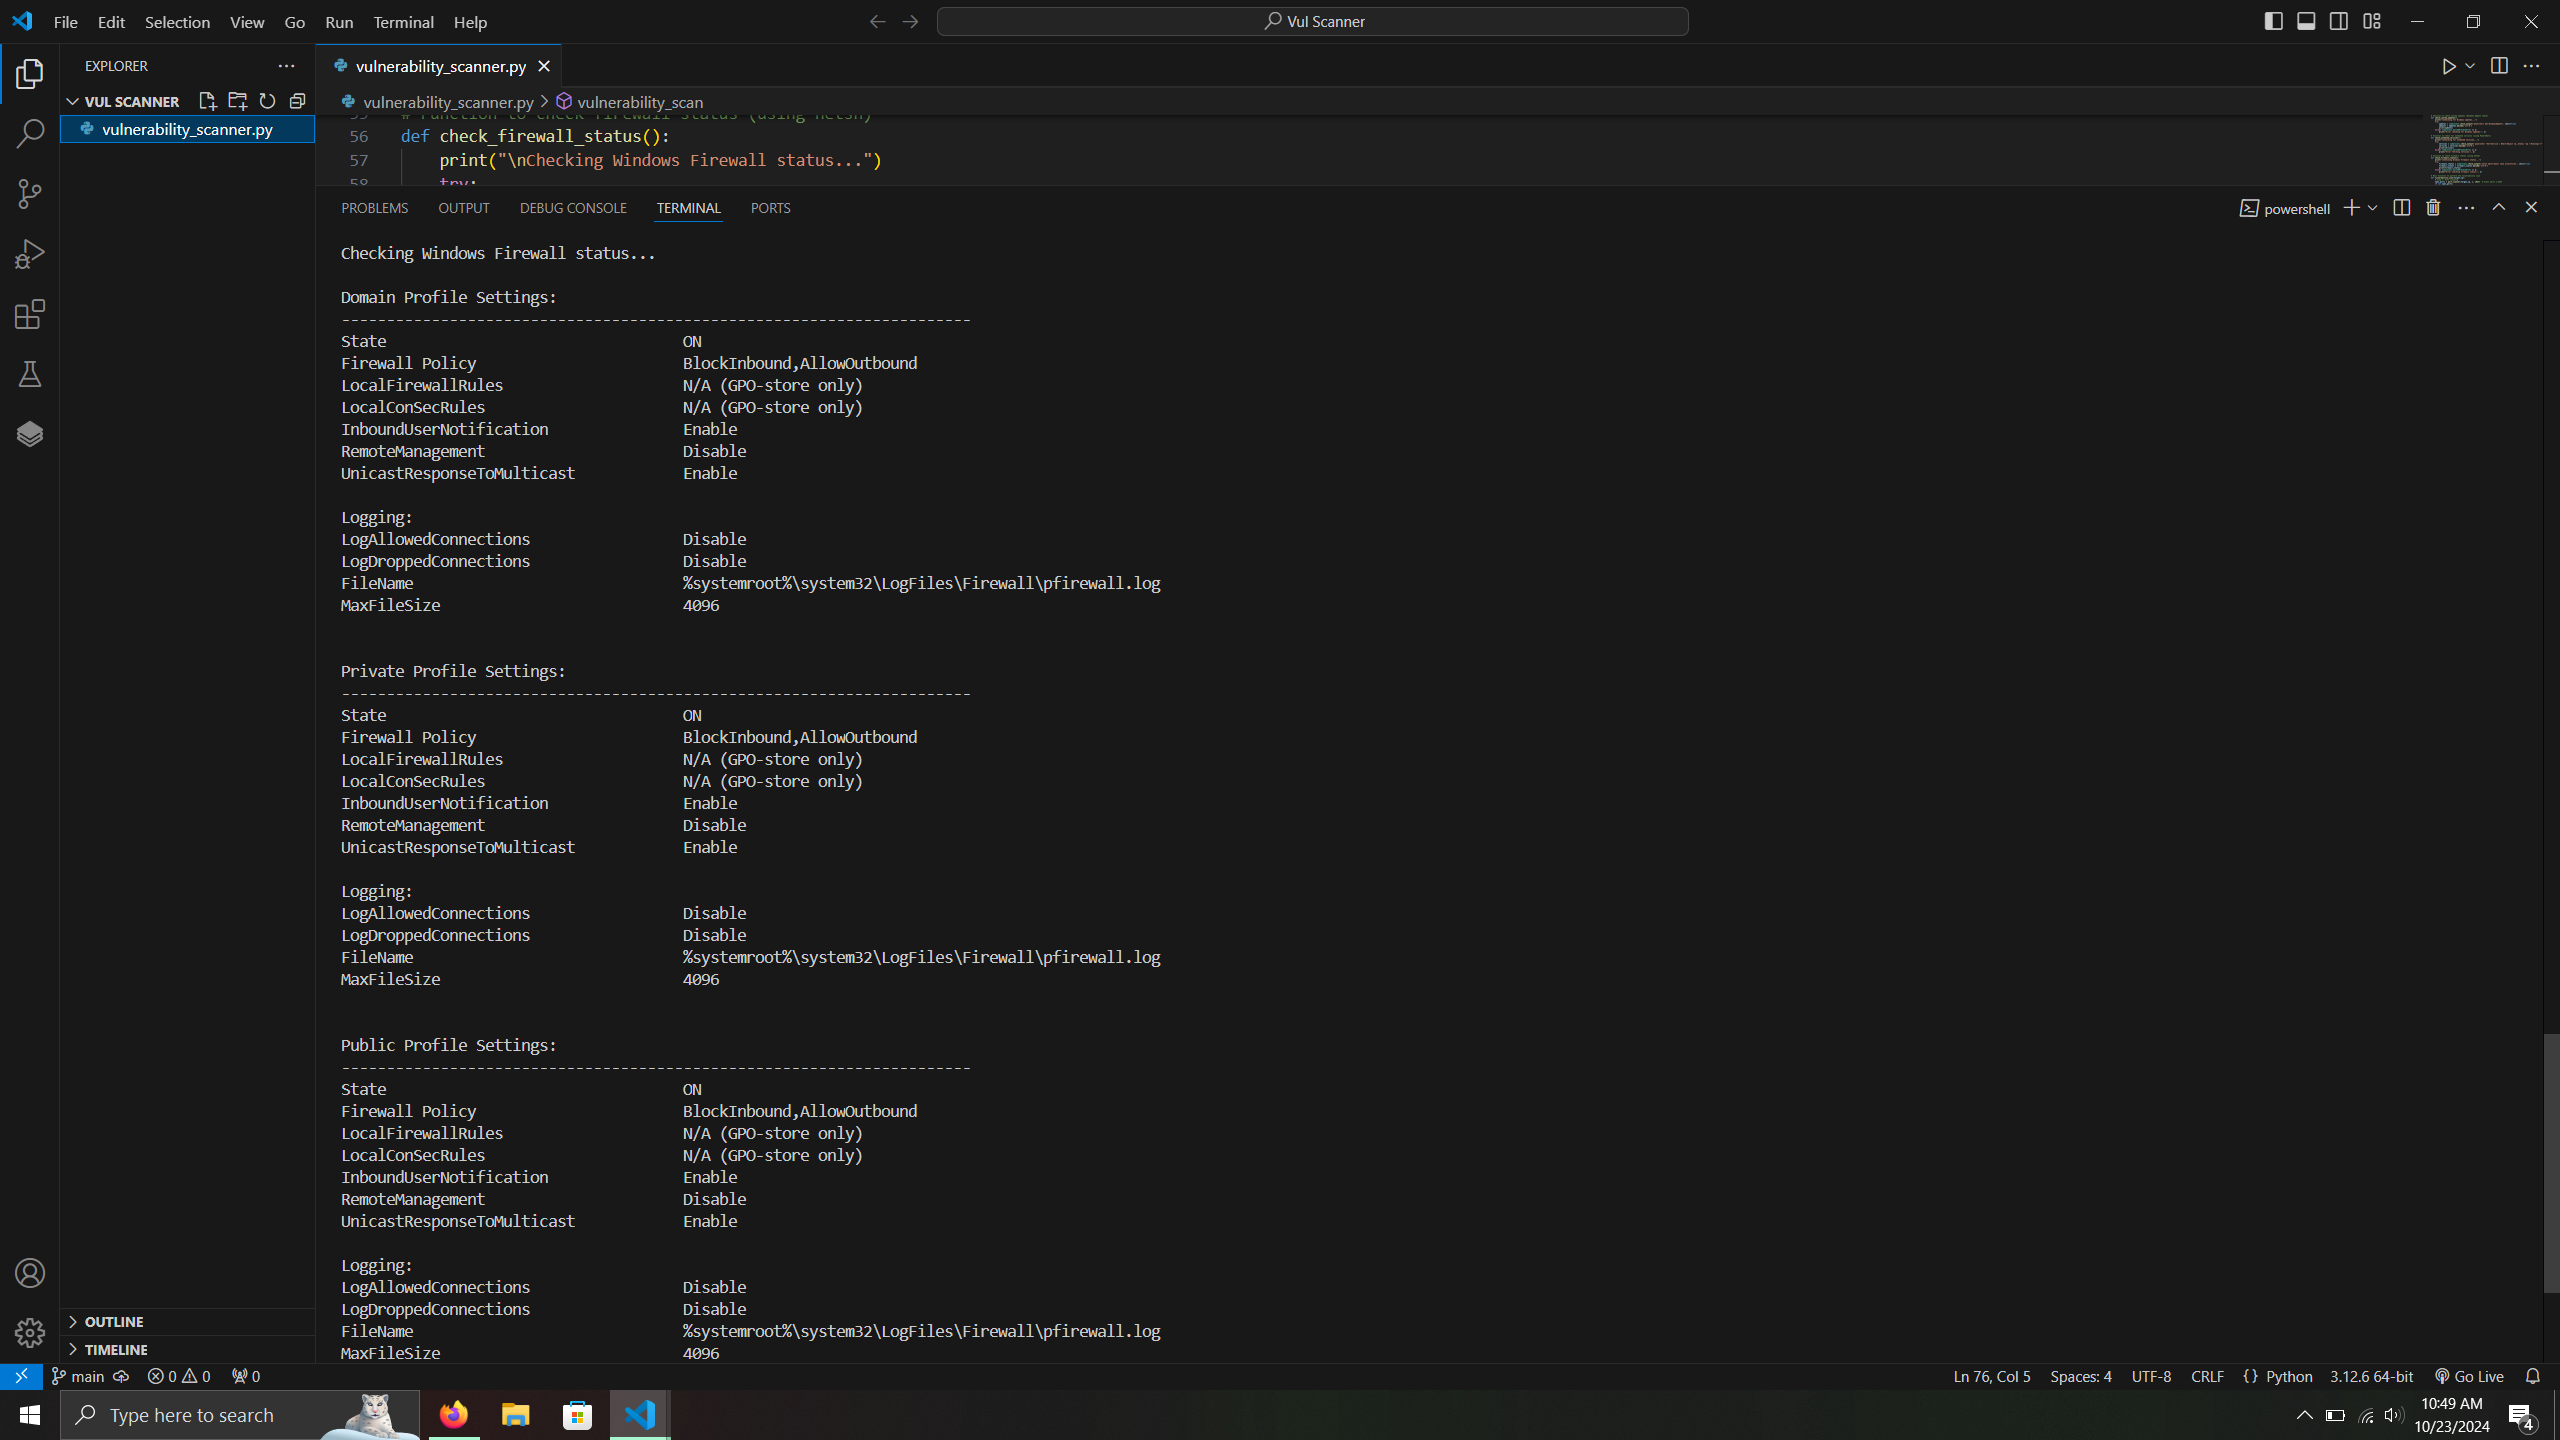 File Edit Selection View Go Run Terminal Help
Vul Scanner
EXPLORER
vulnerability_scanner.py
VUL SCANNER
vulnerability_scanner.py
vulnerability_scanner.py > vulnerability_scan
55 # Function to check firewall status (using netsh)
56 def check_firewall_status():
57 print("\nChecking Windows Firewall status...")
58 try:
PROBLEMS OUTPUT DEBUG CONSOLE TERMINAL PORTS
powershell
Checking Windows Firewall status...
Domain Profile Settings:
----------------------------------------------------------------------
State ON
Firewall Policy BlockInbound,AllowOutbound
LocalFirewallRules N/A (GPO-store only)
LocalConSecRules N/A (GPO-store only)
InboundUserNotification Enable
RemoteManagement Disable
UnicastResponseToMulticast Enable
Logging:
LogAllowedConnections Disable
LogDroppedConnections Disable
FileName %systemroot%\system32\LogFiles\Firewall\pfirewall.log
MaxFileSize 4096
Private Profile Settings:
----------------------------------------------------------------------
State ON
Firewall Policy BlockInbound,AllowOutbound
LocalFirewallRules N/A (GPO-store only)
LocalConSecRules N/A (GPO-store only)
InboundUserNotification Enable
RemoteManagement Disable
UnicastResponseToMulticast Enable
Logging:
LogAllowedConnections Disable
LogDroppedConnections Disable
FileName %systemroot%\system32\LogFiles\Firewall\pfirewall.log
MaxFileSize 4096
Public Profile Settings:
----------------------------------------------------------------------
State ON
Firewall Policy BlockInbound,AllowOutbound
LocalFirewallRules N/A (GPO-store only)
LocalConSecRules N/A (GPO-store only)
InboundUserNotification Enable
RemoteManagement Disable
UnicastResponseToMulticast Enable
Logging:
LogAllowedConnections Disable
LogDroppedConnections Disable
FileName %systemroot%\system32\LogFiles\Firewall\pfirewall.log
MaxFileSize 4096
OUTLINE
TIMELINE
main 0 0 0
Ln 76, Col 5 Spaces: 4 UTF-8 CRLF {} Python 3.12.6 64-bit Go Live
Type here to search
10:49 AM
10/23/2024
4